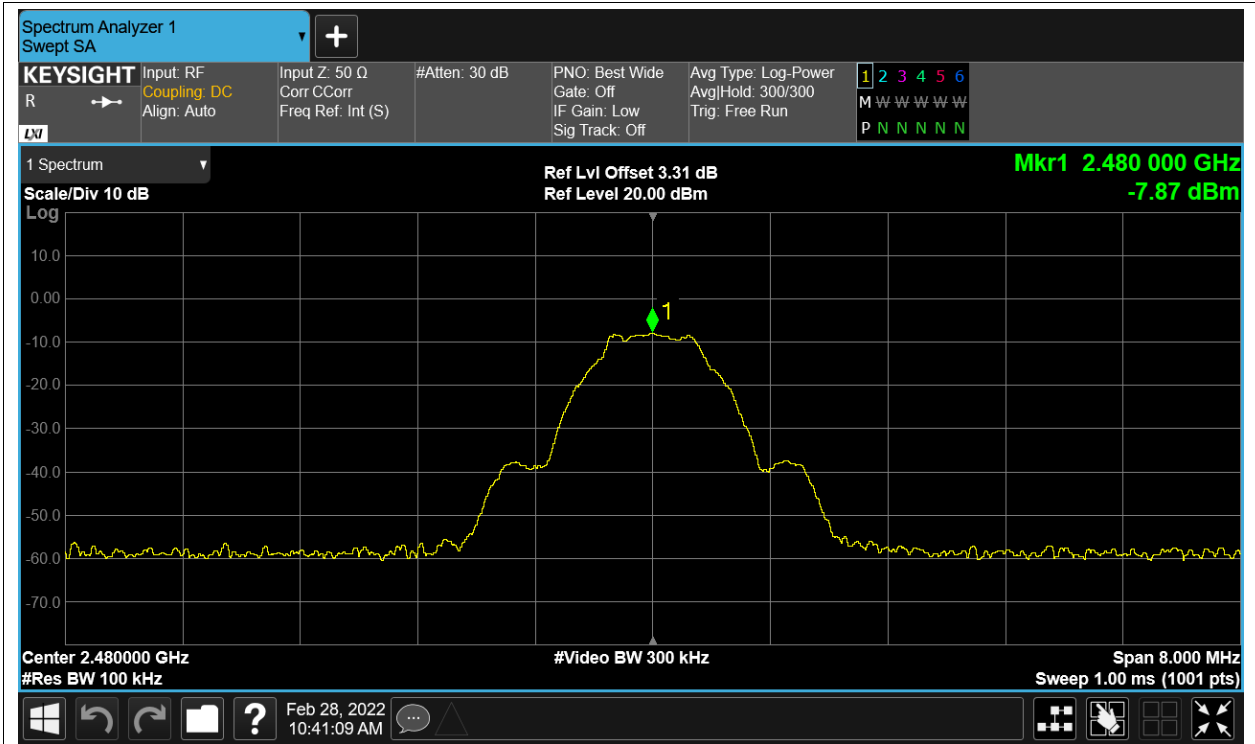 Spectrum Analyzer 1
Swept SA
+
KEYSIGHT
R
LXI
Input: RF
Coupling: DC
Align: Auto
Input Z: 50 Ω
Corr CCorr
Freq Ref: Int (S)
#Atten: 30 dB
PNO: Best Wide
Gate: Off
IF Gain: Low
Sig Track: Off
Avg Type: Log-Power
Avg|Hold: 300/300
Trig: Free Run
1 2 3 4 5 6
M W W W W W
P N N N N N
1 Spectrum
Scale/Div 10 dB
Log
Ref Lvl Offset 3.31 dB
Ref Level 20.00 dBm
Mkr1 2.480 000 GHz
-7.87 dBm
10.0
0.00
-10.0
-20.0
-30.0
-40.0
-50.0
-60.0
-70.0
1
Center 2.480000 GHz
#Res BW 100 kHz
#Video BW 300 kHz
Span 8.000 MHz
Sweep 1.00 ms (1001 pts)
?
Feb 28, 2022
10:41:09 AM